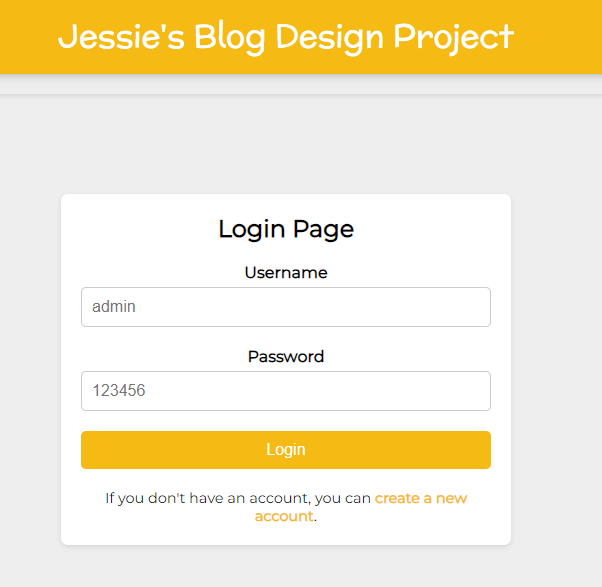 Jessie's Blog Design Project
Login Page
Username
admin
Password
123456
Login
If you don't have an account, you can create a new
account.